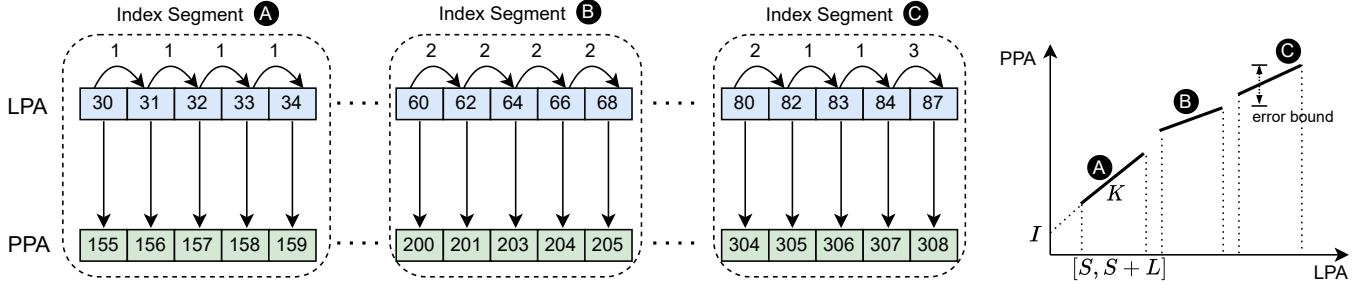 Index Segment A
Index Segment B
Index Segment C
1 1 1 1
2 2 2 2
2 1 1 3
LPA
30 31 32 33 34
60 62 64 66 68
80 82 83 84 87
PPA
155 156 157 158 159
200 201 203 204 205
304 305 306 307 308
PPA
C
B
error bound
A
K
I
[S, S + L]
LPA